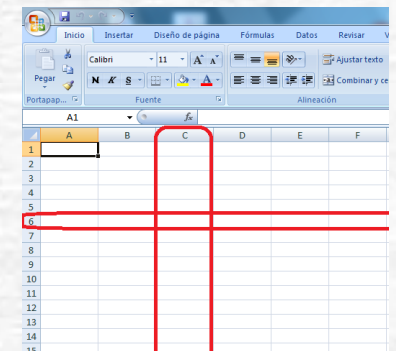 Inicio Insertar Diseño de página Fórmulas Datos Revisar
Calibri 11 A A Ajustar texto
Pegar N K S A Combinar y ce
Portapap... Fuente Alineación
A1 fx
A B C D E F
1
2
3
4
5
6
7
8
9
10
11
12
13
14
15